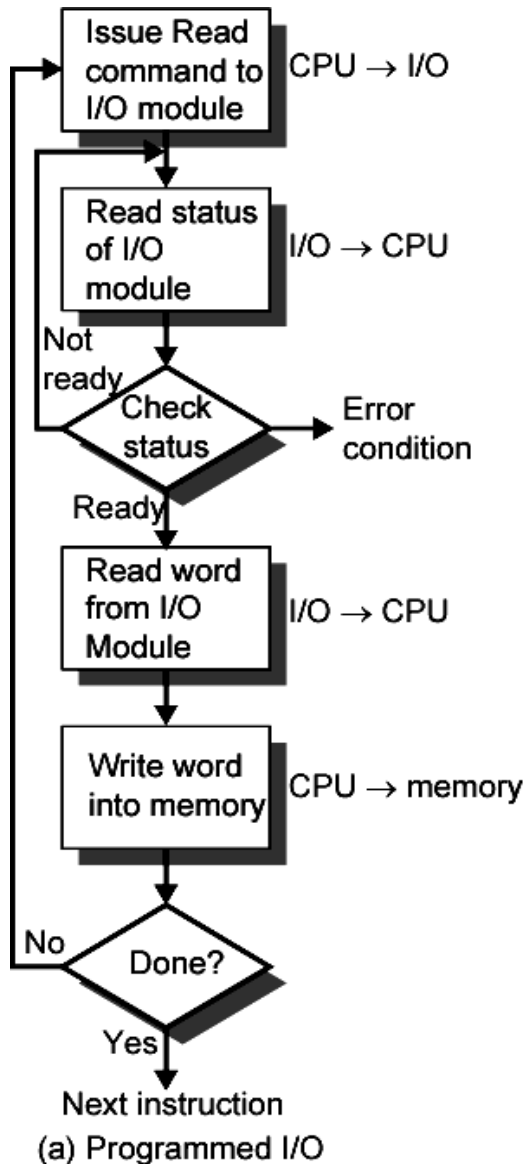 Issue Read
command to
I/O module
CPU → I/O
Read status
of I/O
module
I/O → CPU
Not
ready
Check
status
Error
condition
Ready
Read word
from I/O
Module
I/O → CPU
Write word
into memory
CPU → memory
No
Done?
Yes
Next instruction
(a) Programmed I/O